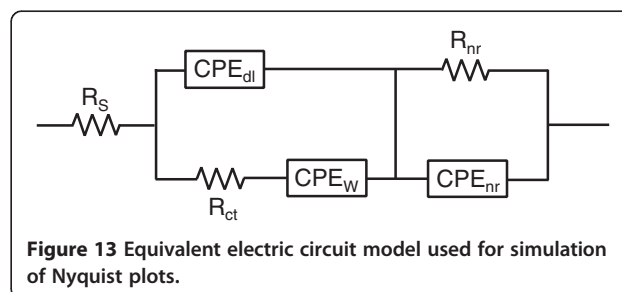 CPE_dl
R_nr
R_S
R_ct
CPE_W
CPE_nr
Figure 13 Equivalent electric circuit model used for simulation
of Nyquist plots.